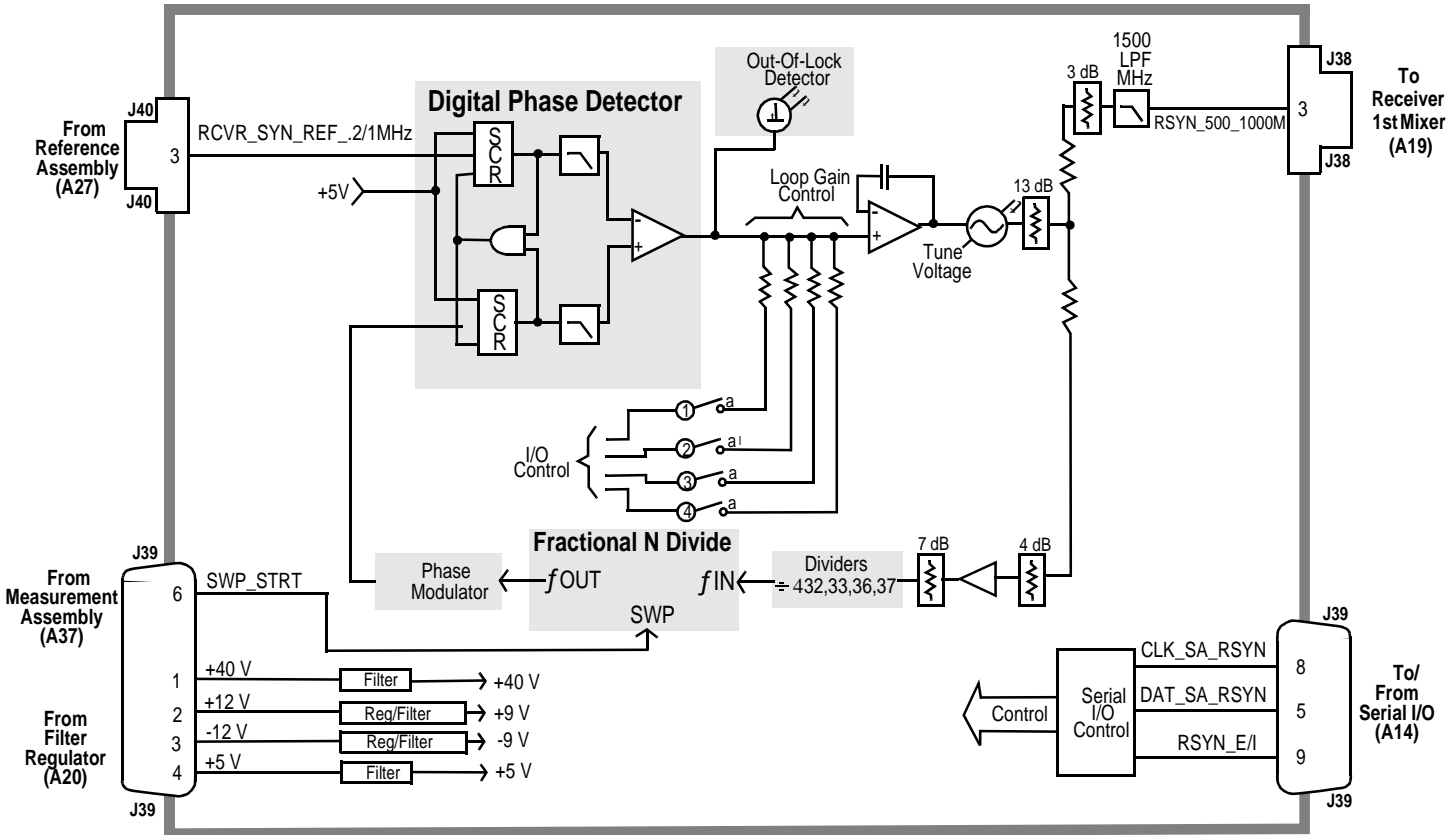 1500
LPF
MHz
3 dB
J38
To
Receiver
1st Mixer
(A19)
3
RSYN_500_1000M
J38
Out-Of-Lock
Detector
Digital Phase Detector
J40
From
Reference
Assembly
(A27)
3
J40
RCVR_SYN_REF_.2/1MHz
+5V
S
C
R
-
+
S
C
R
Loop Gain
Control
-
+
Tune
Voltage
13 dB
I/O
Control
1
a
2
a
3
a
4
a
Fractional N Divide
ƒOUT
ƒIN
SWP
Phase
Modulator
Dividers
÷ 432,33,36,37
7 dB
4 dB
J39
From
Measurement
Assembly
(A37)
6
SWP_STRT
1
+40 V
Filter
+40 V
2
+12 V
Reg/Filter
+9 V
3
-12 V
Reg/Filter
-9 V
4
+5 V
Filter
+5 V
From
Filter
Regulator
(A20)
J39
Control
Serial
I/O
Control
CLK_SA_RSYN
8
DAT_SA_RSYN
5
RSYN_E/I
9
J39
To/
From
Serial I/O
(A14)
J39